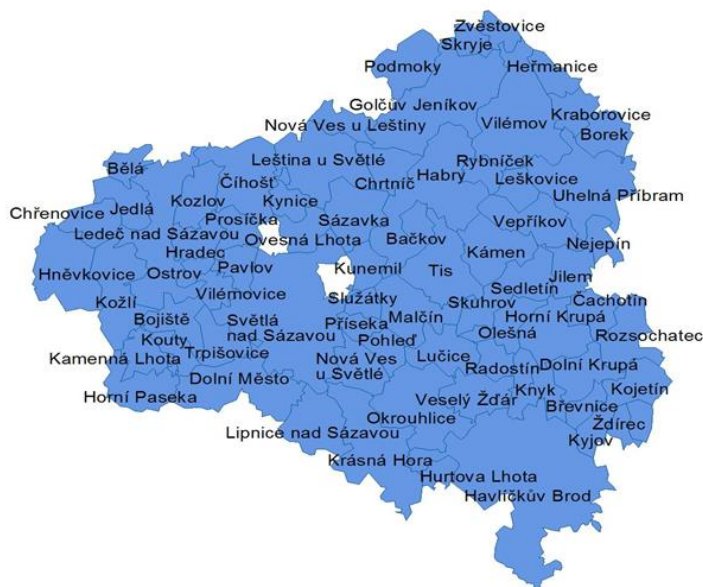 Zvěstovice
Skryje
Podmoky
Heřmanice
Golčův Jeníkov
Kraborovice
Nová Ves u Leštiny
Vilémov
Borek
Leština u Světlé
Rybníček
Bělá
Habry
Leškovice
Číhošť
Chrtníč
Uhelná Příbram
Kozlov
Kynice
Chřenovice
Jedlá
Prosíčka
Sázavka
Vepříkov
Ledeč nad Sázavou
Ovesná Lhota
Bačkov
Nejepín
Hradec
Kámen
Hněvkovice
Ostrov
Pavlov
Kunemil
Tis
Jilem
Vilémovice
Sedletín
Kožlí
Služátky
Skuhrov
Čachotín
Bojiště
Světlá
nad Sázavou
Příseka
Malčín
Horní Krupá
Kouty
Pohleď
Olešná
Rozsochatec
Kamenná Lhota
Trpišovice
Nová Ves
u Světlé
Lučice
Radostín
Dolní Krupá
Dolní Město
Knyk
Kojetín
Horní Paseka
Veselý Žďár
Břevnice
Okrouhlice
Ždírec
Lipnice nad Sázavou
Kyjov
Krásná Hora
Hurtova Lhota
Havlíčkův Brod